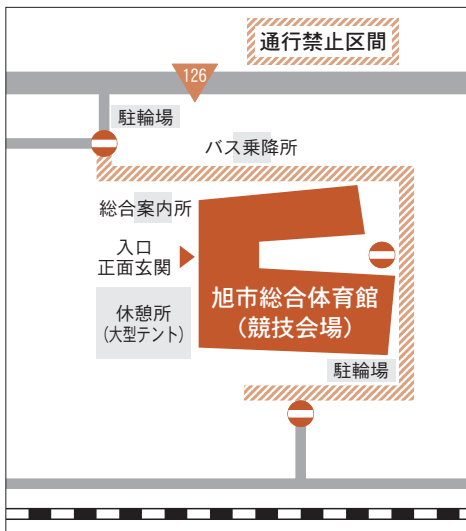 通行禁止区間
126
駐輪場
バス乗降所
総合案内所
入口
正面玄関
旭市総合体育館
（競技会場）
休憩所
（大型テント）
駐輪場